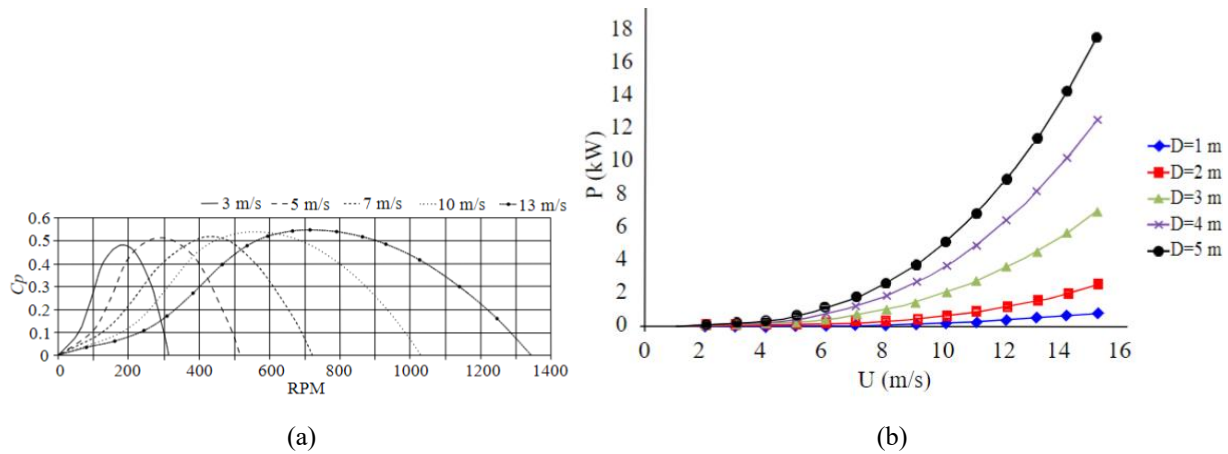 3 m/s 5 m/s 7 m/s 10 m/s 13 m/s
0.6
0.5
0.4
0.3
0.2
0.1
0
Cp
0 200 400 600 800 1000 1200 1400
RPM
(a)
18
16
14
12
10
8
6
4
2
0
P (kW)
0 2 4 6 8 10 12 14 16
U (m/s)
D=1 m
D=2 m
D=3 m
D=4 m
D=5 m
(b)